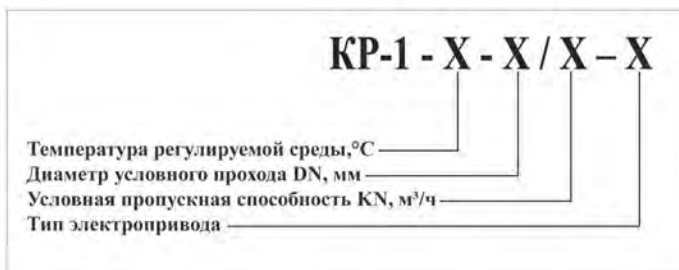 КР-1 - Х - Х / Х – Х
Температура регулируемой среды,°С
Диаметр условного прохода DN, мм
Условная пропускная способность KN, м³/ч
Тип электропривода